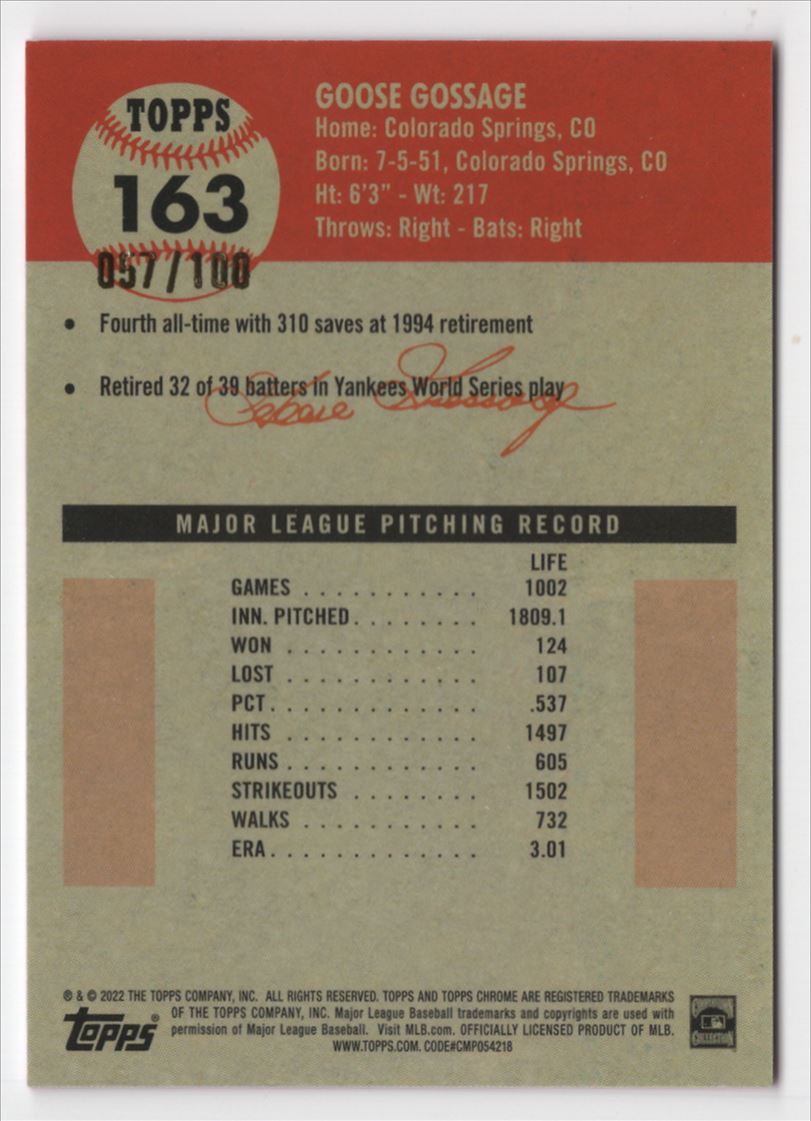 TOPPS
163
057/100
GOOSE GOSSAGE
Home: Colorado Springs, CO
Born: 7-5-51, Colorado Springs, CO
Ht: 6'3" - Wt: 217
Throws: Right - Bats: Right
• Fourth all-time with 310 saves at 1994 retirement
• Retired 32 of 39 batters in Yankees World Series play
Goose Gossage
MAJOR LEAGUE PITCHING RECORD
LIFE
GAMES . . . . . . . . . . . 1002
INN. PITCHED . . . . . . . . 1809.1
WON . . . . . . . . . . . . 124
LOST . . . . . . . . . . . . 107
PCT. . . . . . . . . . . . . .537
HITS . . . . . . . . . . . . 1497
RUNS . . . . . . . . . . . . 605
STRIKEOUTS . . . . . . . . 1502
WALKS . . . . . . . . . . . 732
ERA . . . . . . . . . . . . . 3.01
® & © 2022 THE TOPPS COMPANY, INC. ALL RIGHTS RESERVED. TOPPS AND TOPPS CHROME ARE REGISTERED TRADEMARKS
OF THE TOPPS COMPANY, INC. Major League Baseball trademarks and copyrights are used with
permission of Major League Baseball. Visit MLB.com. OFFICIALLY LICENSED PRODUCT OF MLB.
WWW.TOPPS.COM. CODE#CMP054218
Topps®
COOPERSTOWN
COLLECTION